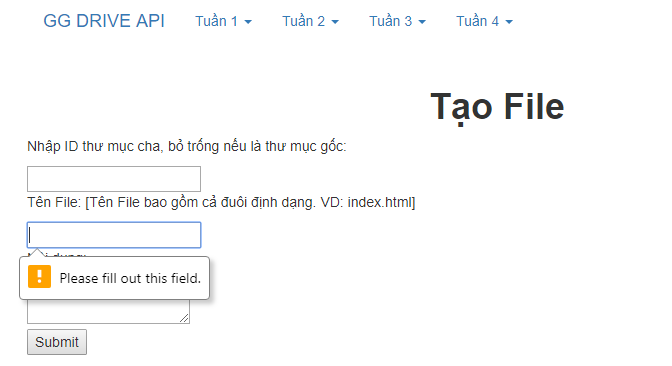 GG DRIVE API Tuần 1 Tuần 2 Tuần 3 Tuần 4
Tạo File
Nhập ID thư mục cha, bỏ trống nếu là thư mục gốc:
Tên File: [Tên File bao gồm cả đuôi định dạng. VD: index.html]
Please fill out this field.
Submit